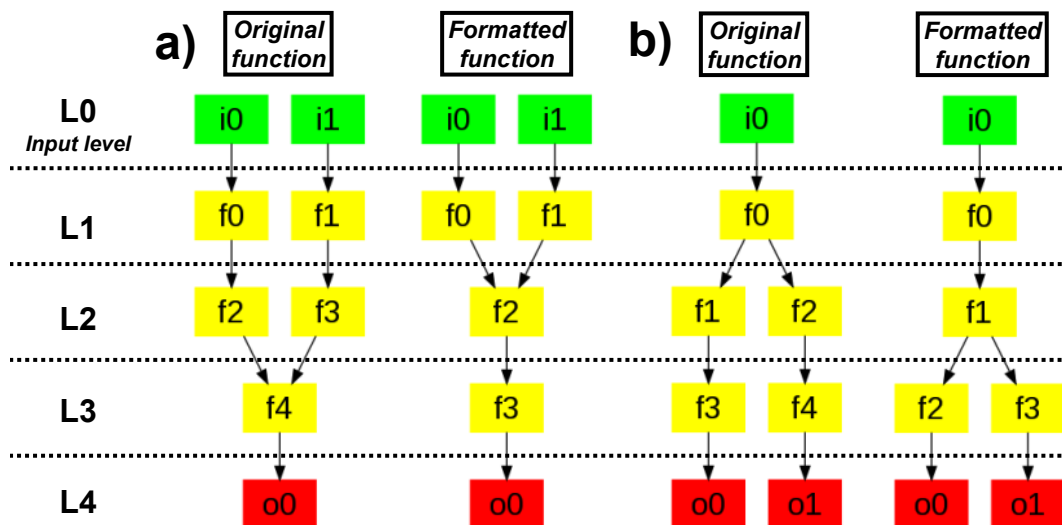 a)
Original
function
Formatted
function
b)
Original
function
Formatted
function
L0
Input level
i0 i1 i0 i1 i0 i0
L1
f0 f1 f0 f1 f0 f0
L2
f2 f3 f2 f1 f2 f1
L3
f4 f3 f3 f4 f2 f3
L4
o0 o0 o0 o1 o0 o1